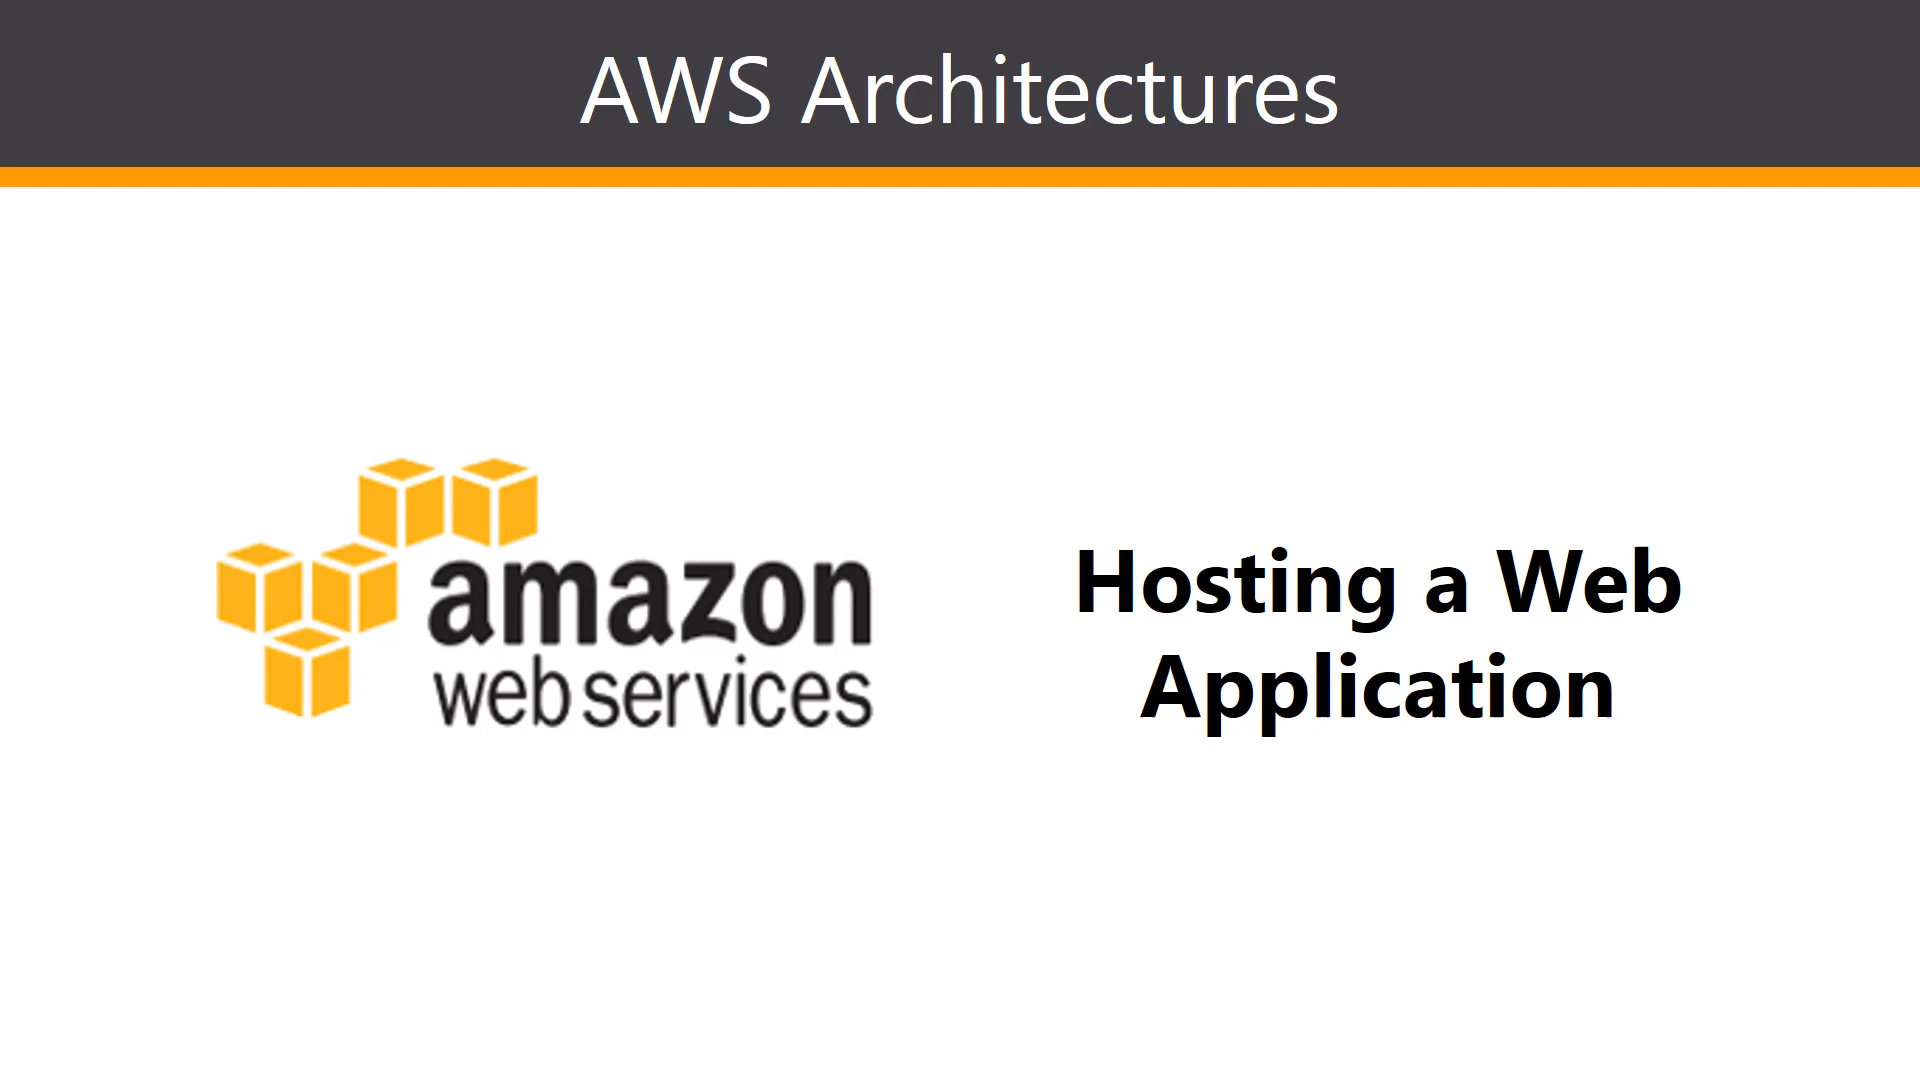 AWS Architectures
amazon
web services
Hosting a Web
Application